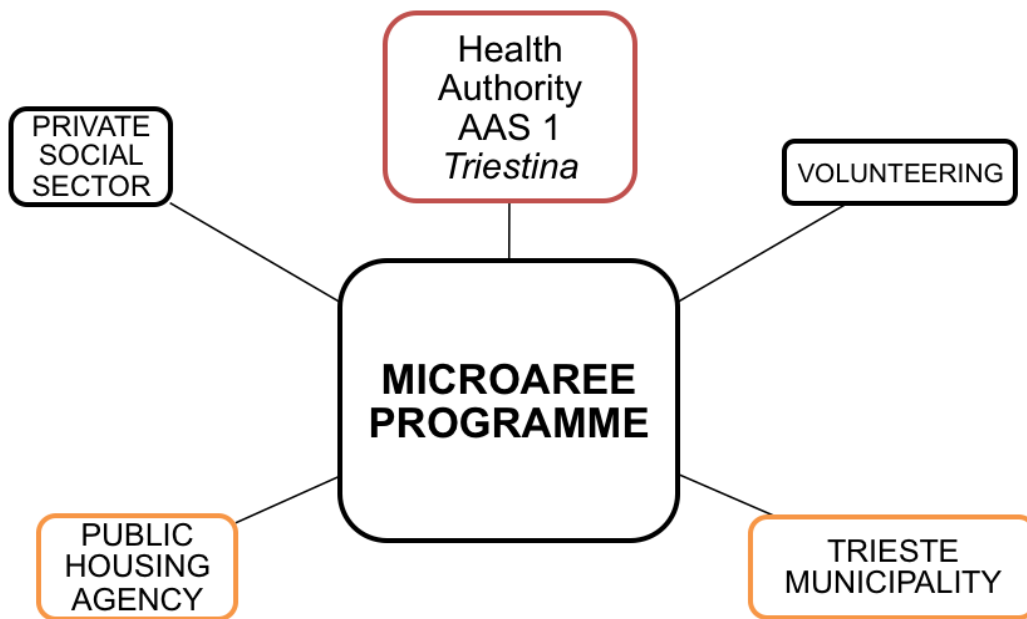 Health
Authority
AAS 1
Triestina
PRIVATE
SOCIAL
SECTOR
VOLUNTEERING
MICROAREE
PROGRAMME
PUBLIC
HOUSING
AGENCY
TRIESTE
MUNICIPALITY